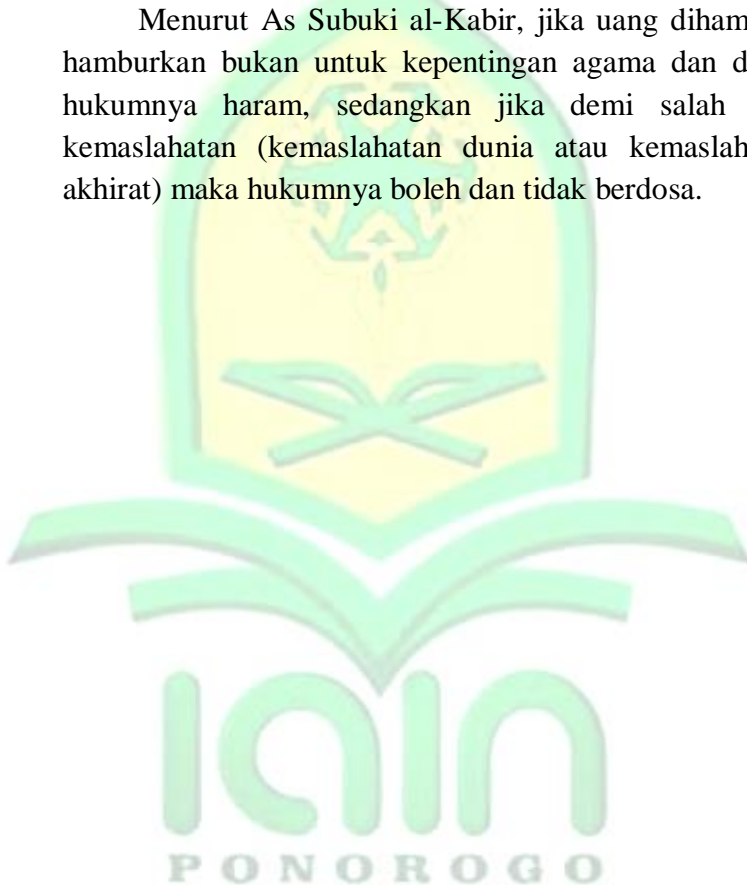 Menurut As Subuki al-Kabir, jika uang diham
hamburkan bukan untuk kepentingan agama dan d
hukumnya haram, sedangkan jika demi salah
kemaslahatan (kemaslahatan dunia atau kemaslah
akhirat) maka hukumnya boleh dan tidak berdosa.
iain
PONOROGO